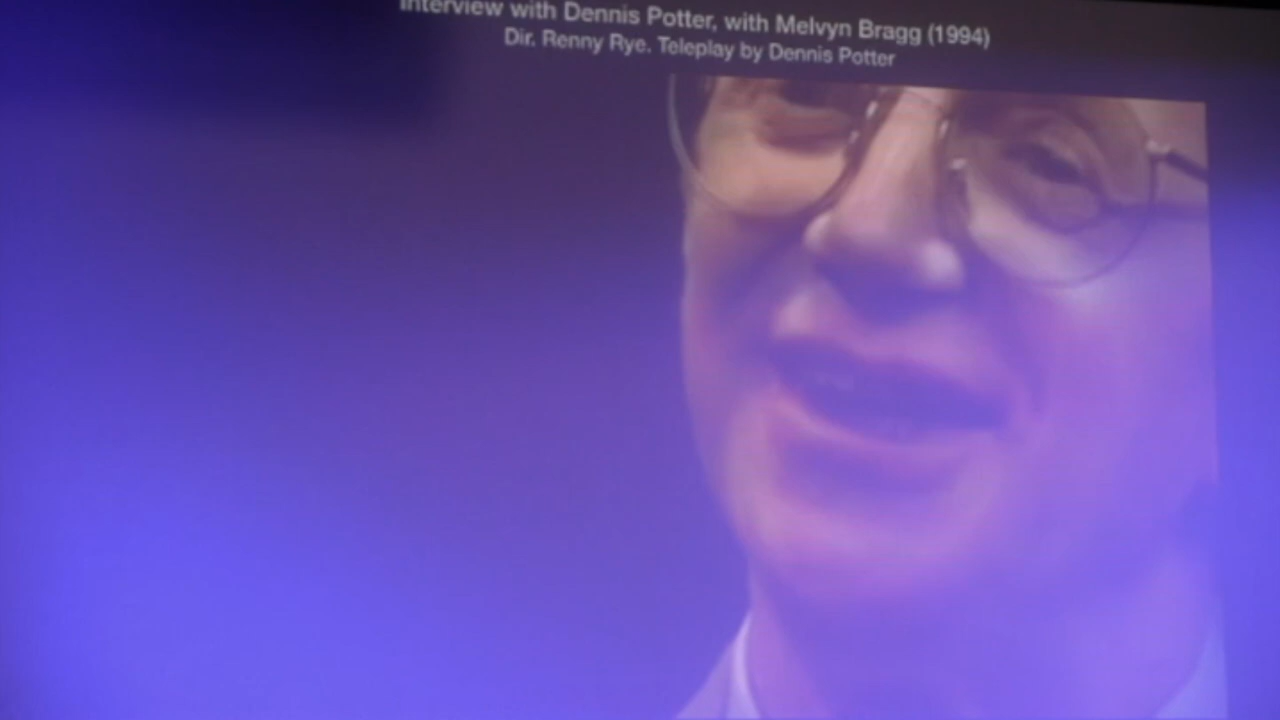 Interview with Dennis Potter, with Melvyn Bragg (1994)
Dir. Renny Rye. Teleplay by Dennis Potter